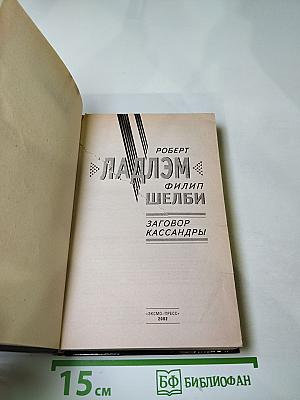 РОБЕРТ
ЛАДЛЭМ
ФИЛИП
ШЕЛБИ
ЗАГОВОР
КАССАНДРЫ
«ЭКСМО-ПРЕСС»
2002
15 см
БФ БИБЛИОФАН